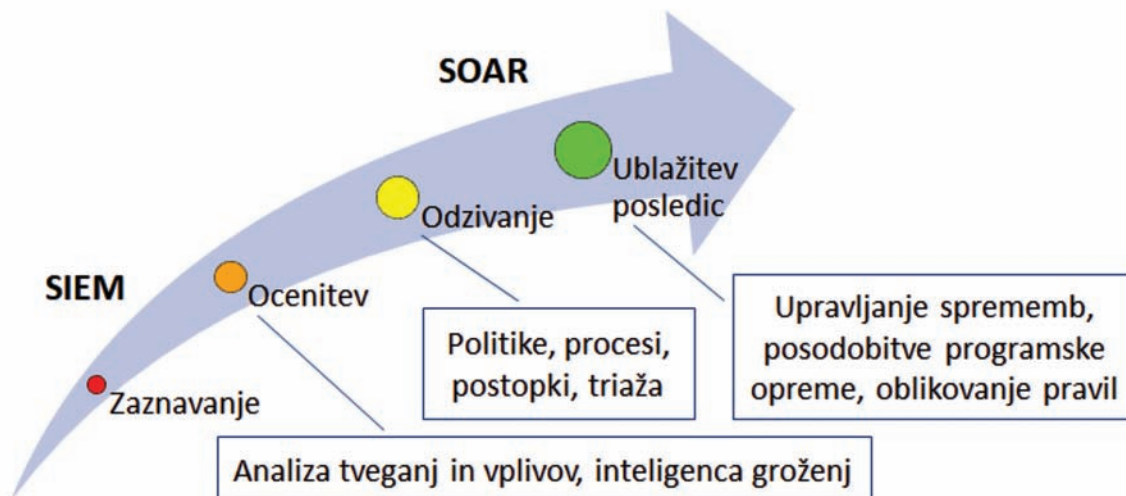 SOAR
SIEM
Zaznavanje
Ocenitev
Odzivanje
Ublažitev
posledic
Analiza tveganj in vplivov, inteligenca groženj
Politike, procesi,
postopki, triaža
Upravljanje sprememb,
posodobitve programske
opreme, oblikovanje pravil